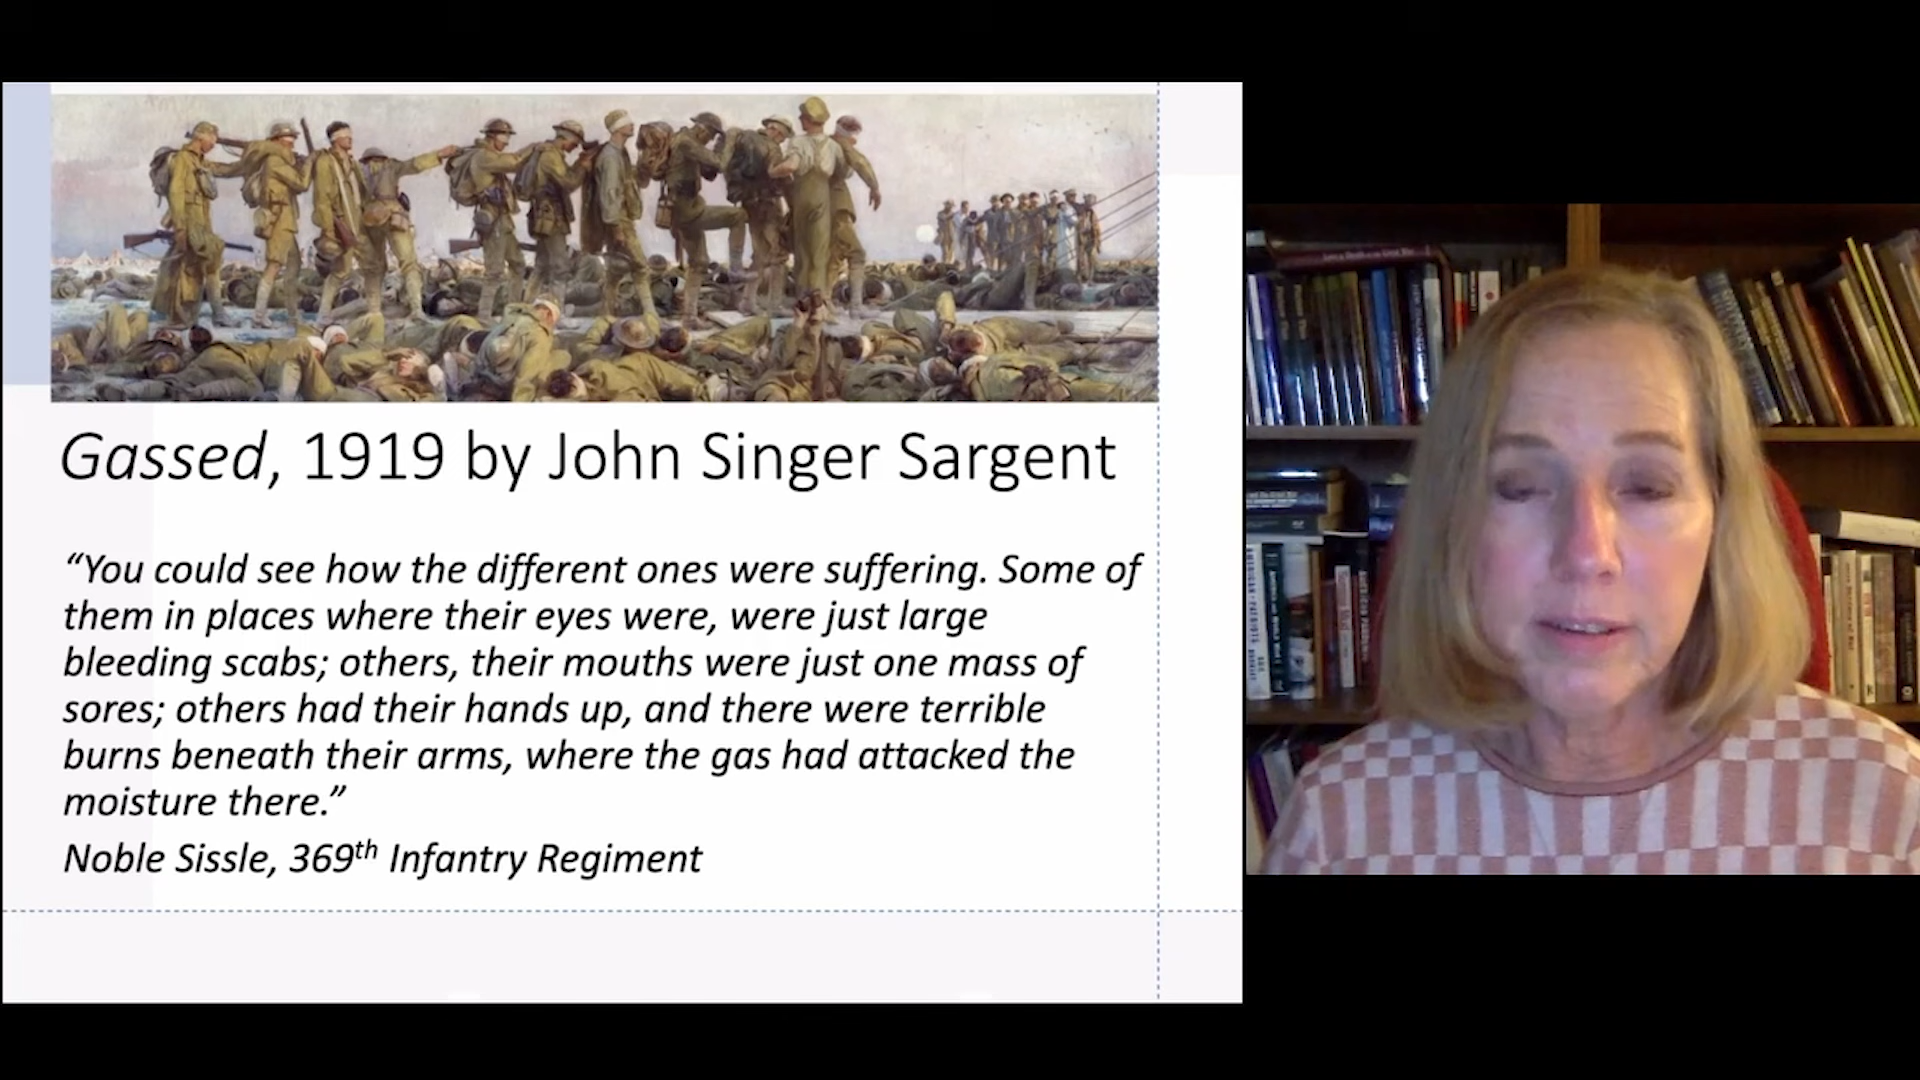 Gassed, 1919 by John Singer Sargent
“You could see how the different ones were suffering. Some of
them in places where their eyes were, were just large
bleeding scabs; others, their mouths were just one mass of
sores; others had their hands up, and there were terrible
burns beneath their arms, where the gas had attacked the
moisture there.”
Noble Sissle, 369th Infantry Regiment